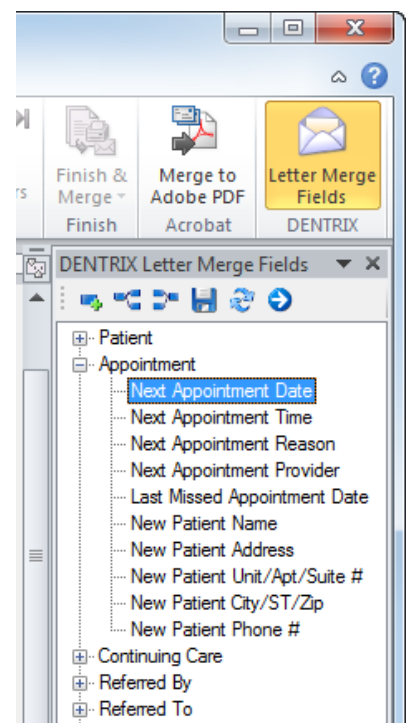 Finish & Merge to Letter Merge
rs Merge Adobe PDF Fields
Finish Acrobat DENTRIX
DENTRIX Letter Merge Fields
Patient
Appointment
Next Appointment Date
Next Appointment Time
Next Appointment Reason
Next Appointment Provider
Last Missed Appointment Date
New Patient Name
New Patient Address
New Patient Unit/Apt/Suite #
New Patient City/ST/Zip
New Patient Phone #
Continuing Care
Referred By
Referred To